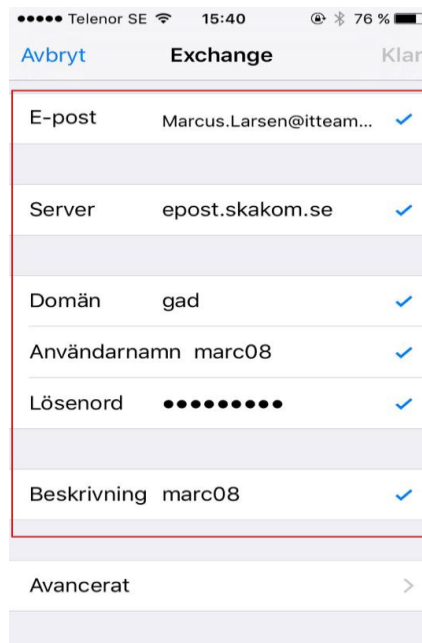 Telenor SE 15:40 76 %
Avbryt Exchange Klar
E-post Marcus.Larsen@itteam...
Server epost.skakom.se
Domän gad
Användarnamn marc08
Lösenord ●●●●●●●●●
Beskrivning marc08
Avancerat